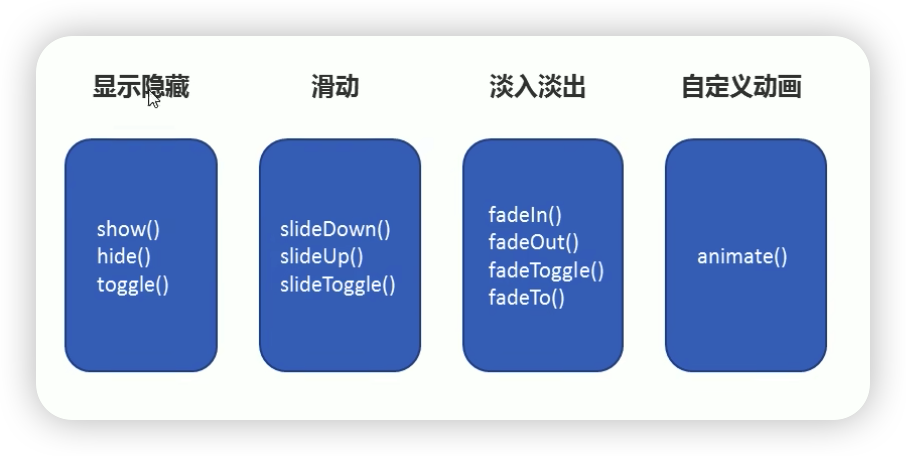 显示隐藏
show()
hide()
toggle()
滑动
slideDown()
slideUp()
slideToggle()
淡入淡出
fadeIn()
fadeOut()
fadeToggle()
fadeTo()
自定义动画
animate()